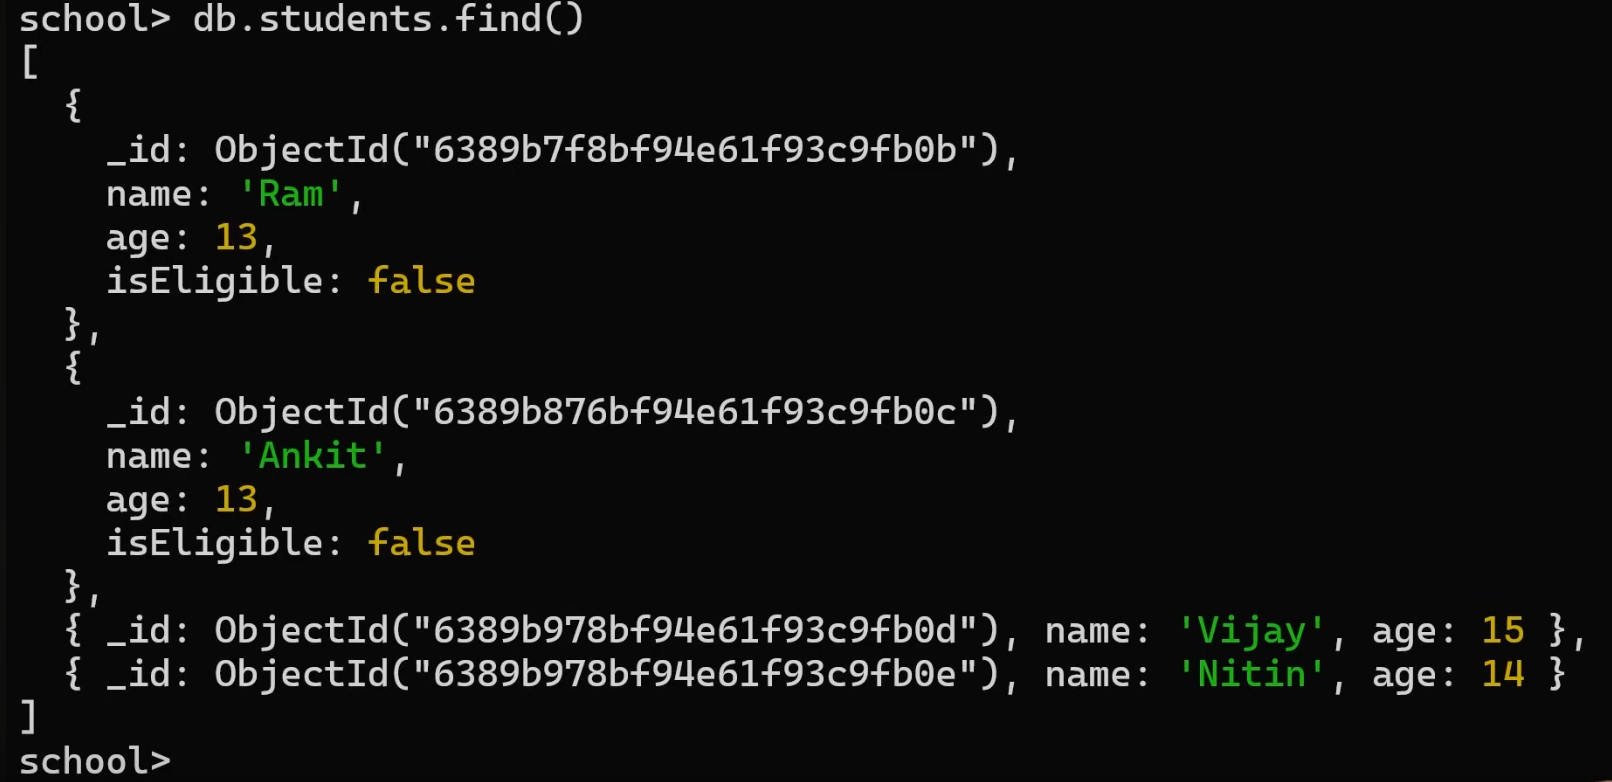 school> db.students.find()
[
  {
    _id: ObjectId("6389b7f8bf94e61f93c9fb0b"),
    name: 'Ram',
    age: 13,
    isEligible: false
  },
  {
    _id: ObjectId("6389b876bf94e61f93c9fb0c"),
    name: 'Ankit',
    age: 13,
    isEligible: false
  },
  { _id: ObjectId("6389b978bf94e61f93c9fb0d"), name: 'Vijay', age: 15 },
  { _id: ObjectId("6389b978bf94e61f93c9fb0e"), name: 'Nitin', age: 14 }
]
school>